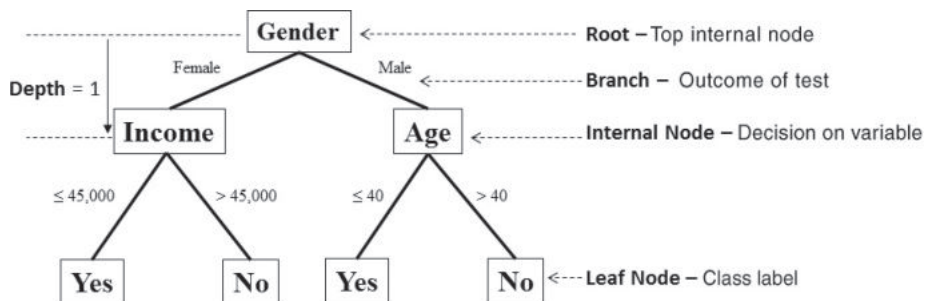 Gender
Root – Top internal node
Female
Male
Branch – Outcome of test
Depth = 1
Income
Age
Internal Node – Decision on variable
≤ 45,000
> 45,000
≤ 40
> 40
Yes
No
Yes
No
Leaf Node – Class label